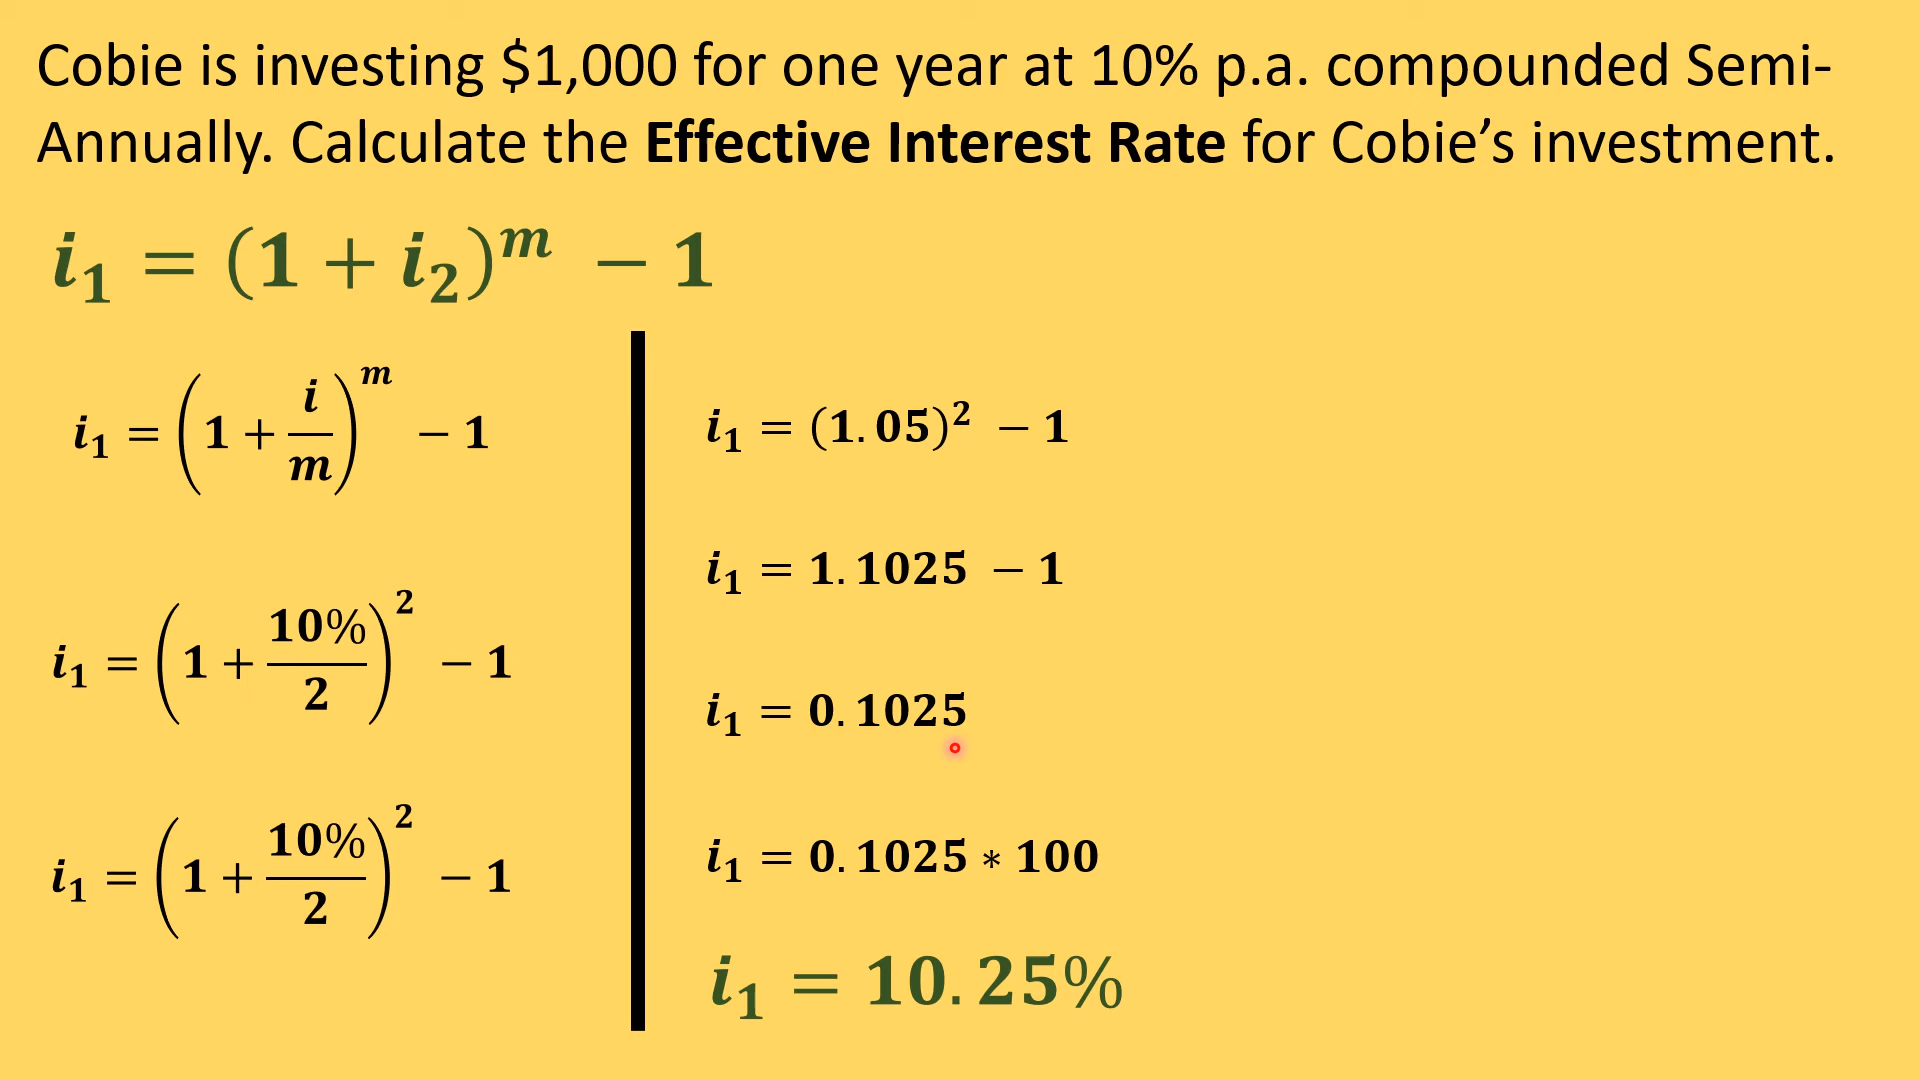 Cobie is investing $1,000 for one year at 10% p.a. compounded Semi-
Annually. Calculate the Effective Interest Rate for Cobie's investment.
i₁ = (1 + i₂)ᵐ − 1
i₁ = (1 + i/m)ᵐ − 1
i₁ = (1 + 10%/2)² − 1
i₁ = (1 + 10%/2)² − 1
i₁ = (1.05)² − 1
i₁ = 1.1025 − 1
i₁ = 0.1025
i₁ = 0.1025 * 100
i₁ = 10.25%